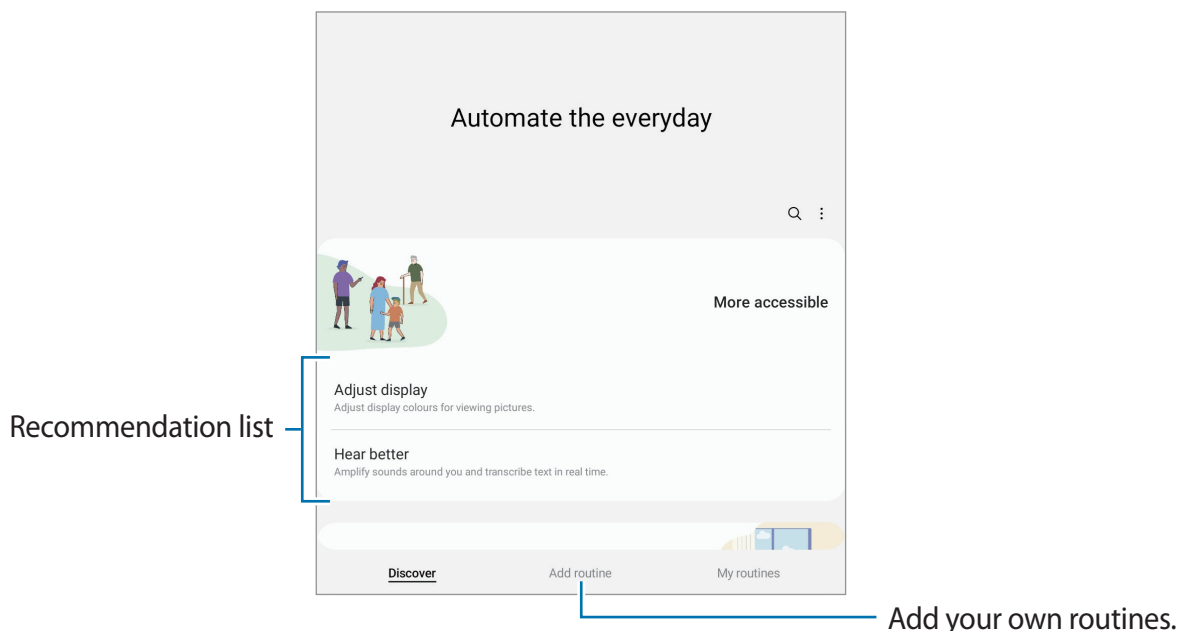 Automate the everyday
More accessible
Adjust display
Adjust display colours for viewing pictures.
Recommendation list
Hear better
Amplify sounds around you and transcribe text in real time.
Discover Add routine My routines
Add your own routines.